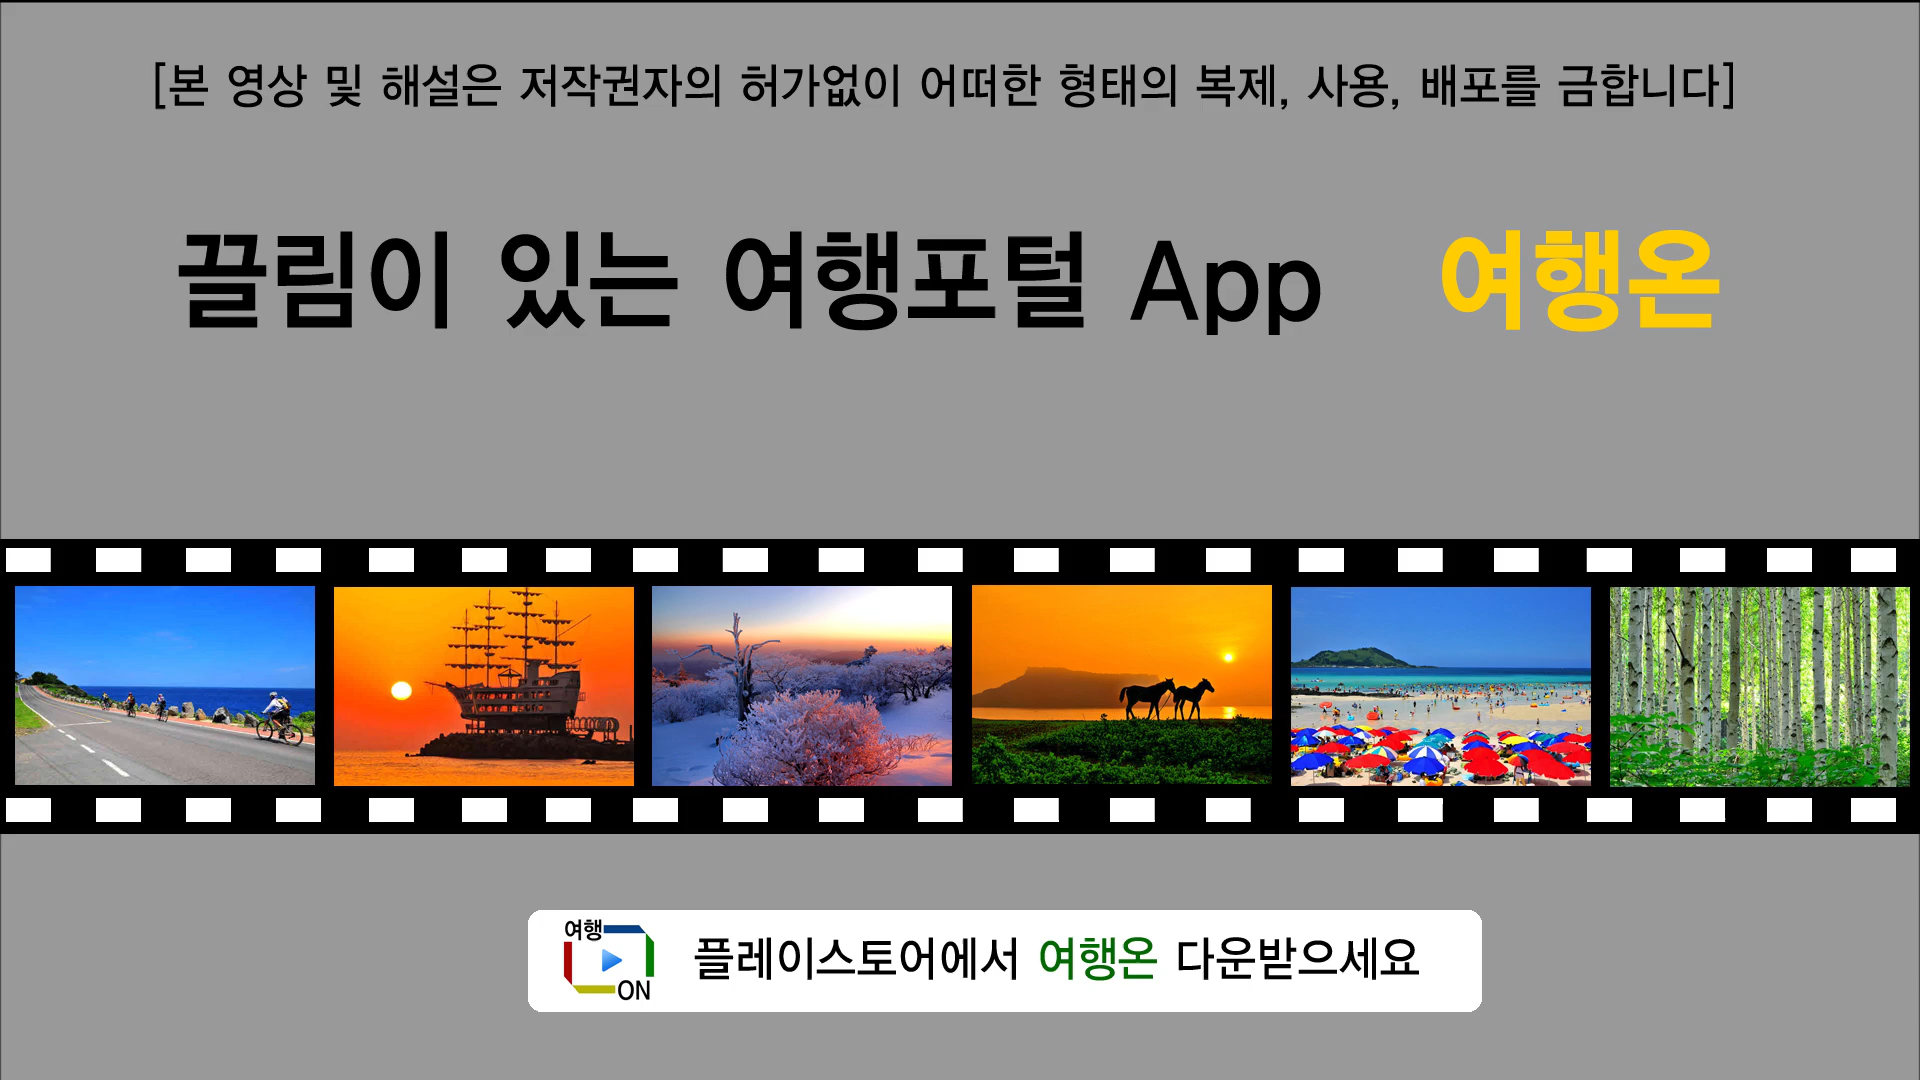 [본 영상 및 해설은 저작권자의 허가없이 어떠한 형태의 복제, 사용, 배포를 금합니다]
끌림이 있는 여행포털 App 여행온
여행
ON
플레이스토어에서 여행온 다운받으세요